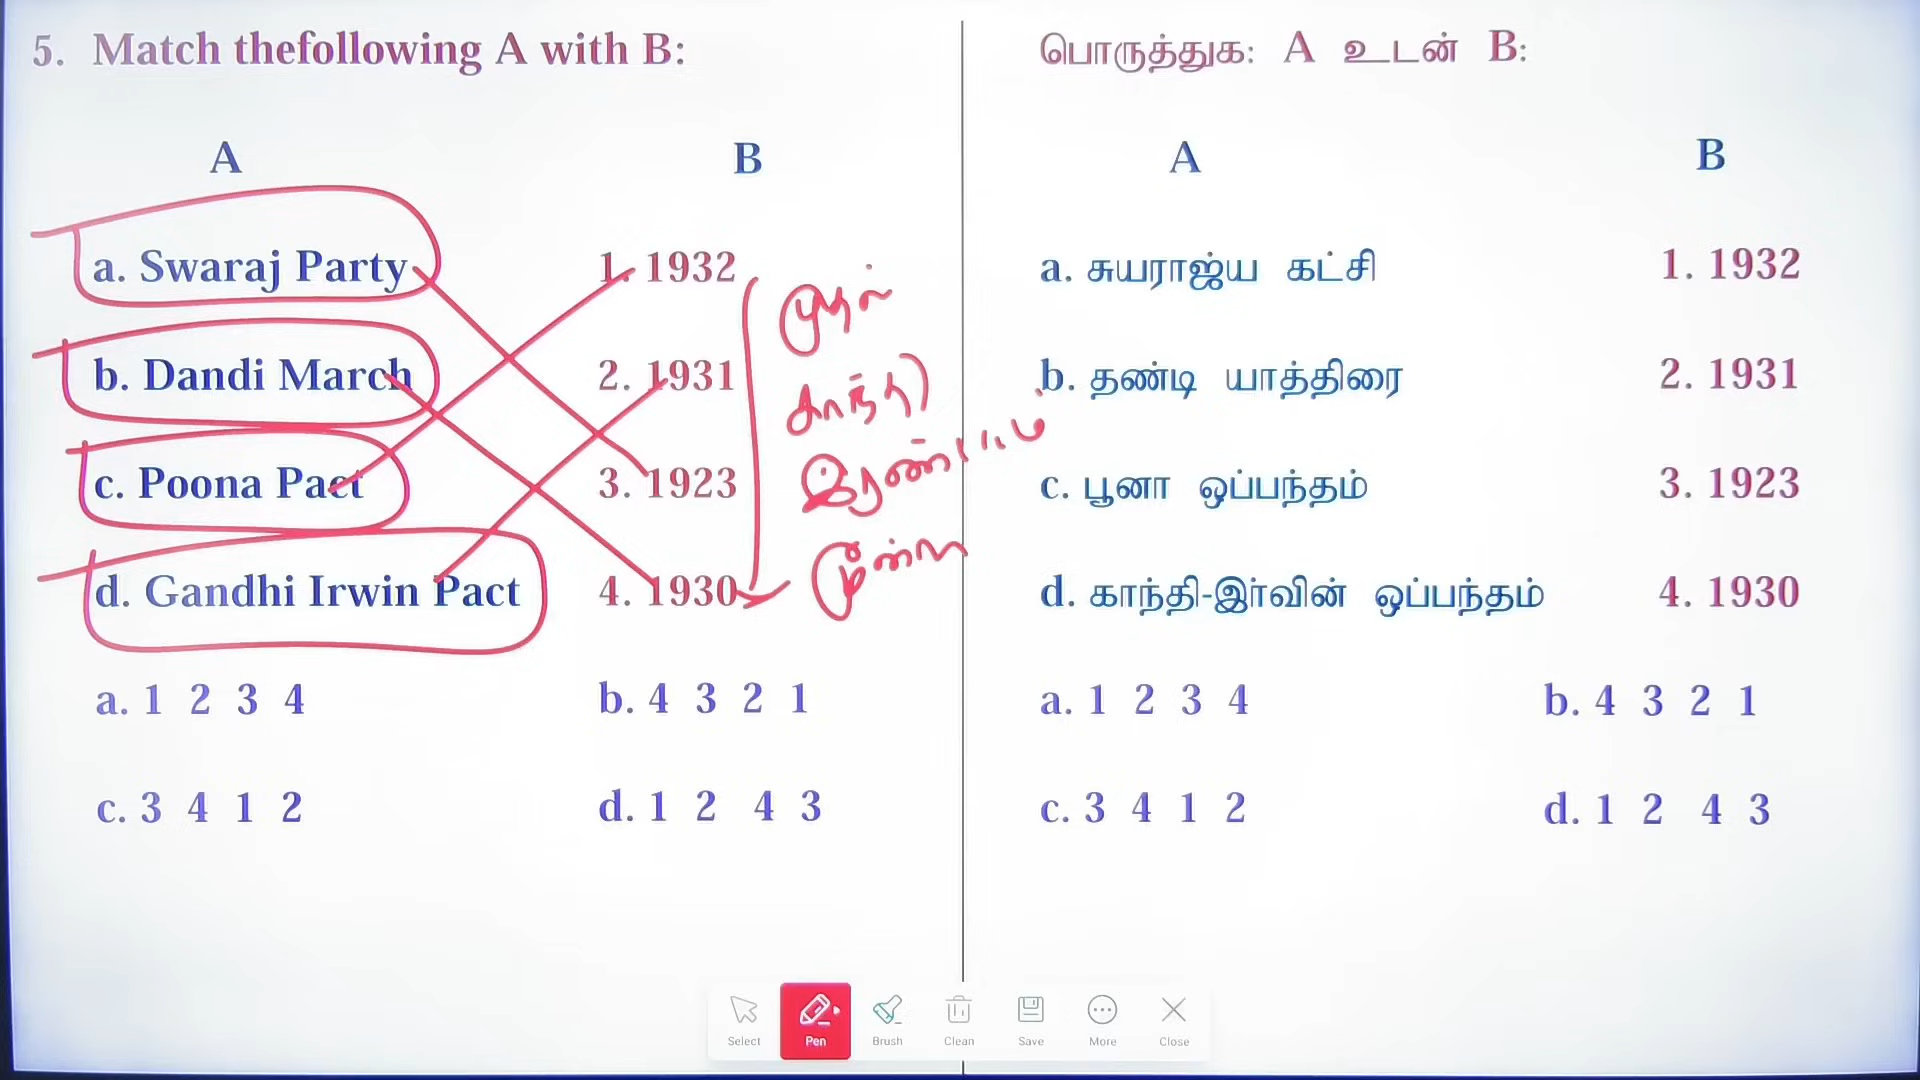 5. Match thefollowing A with B:
A B
a. Swaraj Party 1. 1932
b. Dandi March 2. 1931
c. Poona Pact 3. 1923
d. Gandhi Irwin Pact 4. 1930
a. 1 2 3 4 b. 4 3 2 1
c. 3 4 1 2 d. 1 2 4 3
முதல்
காந்தி
மூன்று
பொருத்துக: A உடன் B:
A B
a. சுயராஜ்ய கட்சி 1. 1932
b. தண்டி யாத்திரை 2. 1931
c. பூனா ஒப்பந்தம் 3. 1923
d. காந்தி-இர்வின் ஒப்பந்தம் 4. 1930
a. 1 2 3 4 b. 4 3 2 1
c. 3 4 1 2 d. 1 2 4 3
Select Pen Brush Clean Save More Close